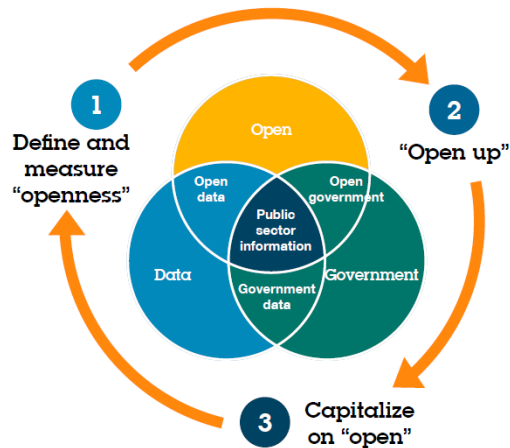 1
Define and
measure
“openness”
2
“Open up”
Open
Open
data
Open
government
Public
sector
information
Data
Government
Government
data
3
Capitalize
on “open”